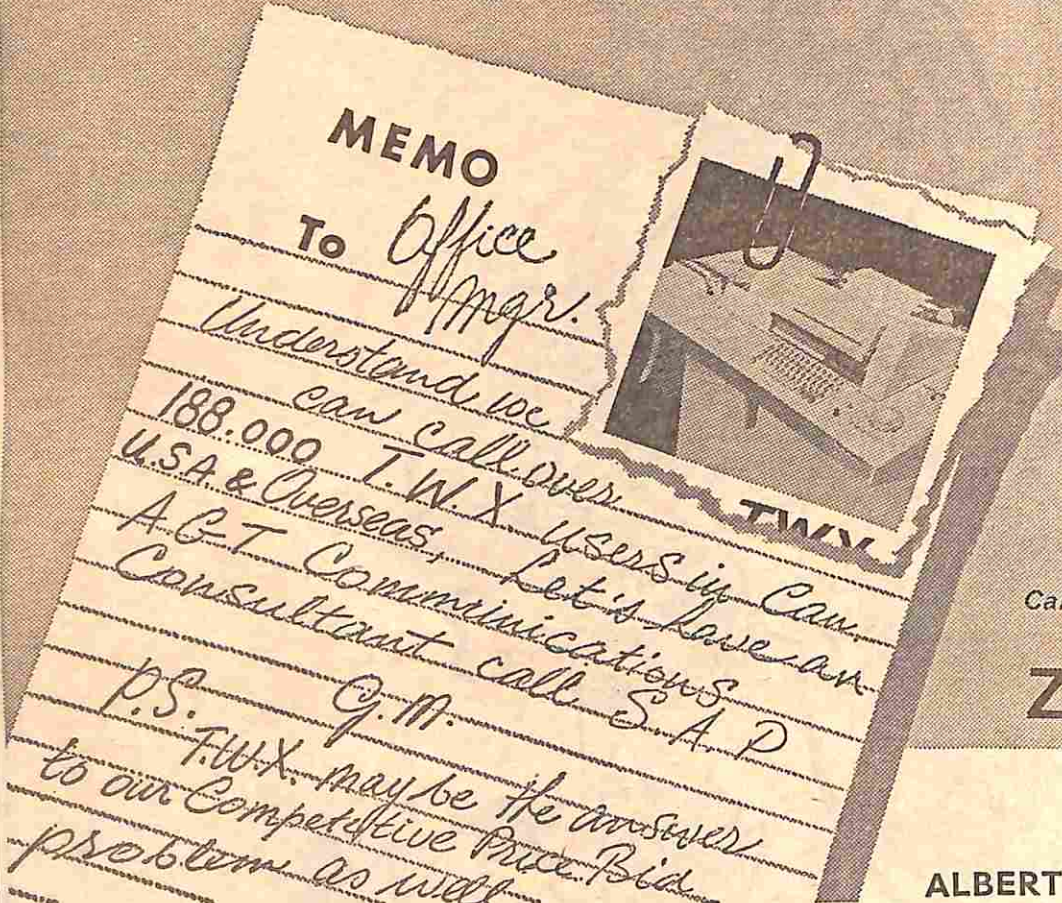 MEMO
To Office
Mgr.
Understand we
can call over
188.000 T.W.X users in Can.
U.S.A. & Overseas, Let's have an
A.G.T Communications
Consultant call S A P
G.M.
P.S.
T.W.X. may be the answer
to our Competitive Price Bid
problem as well
TWX
Ca
Z
ALBERT